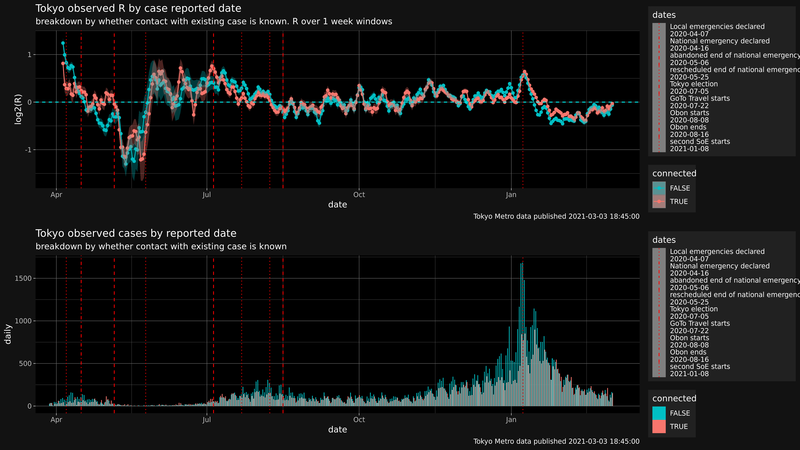 Tokyo observed R by case reported date
breakdown by whether contact with existing case is known. R over 1 week windows
1
0
-1
log2(R)
Apr
Jul
Oct
Jan
date
Tokyo Metro data published 2021-03-03 18:45:00
dates
Local emergencies declared
2020-04-07
National emergency declared
2020-04-16
abandoned end of national emergency
2020-05-06
rescheduled end of national emergenc
2020-05-25
Tokyo election
2020-07-05
GoTo Travel starts
2020-07-22
Obon starts
2020-08-08
Obon ends
2020-08-16
second SoE starts
2021-01-08
connected
FALSE
TRUE
Tokyo observed cases by reported date
breakdown by whether contact with existing case is known
1500
1000
500
0
daily
Apr
Jul
Oct
Jan
date
Tokyo Metro data published 2021-03-03 18:45:00
dates
Local emergencies declared
2020-04-07
National emergency declared
2020-04-16
abandoned end of national emergency
2020-05-06
rescheduled end of national emergenc
2020-05-25
Tokyo election
2020-07-05
GoTo Travel starts
2020-07-22
Obon starts
2020-08-08
Obon ends
2020-08-16
second SoE starts
2021-01-08
connected
FALSE
TRUE